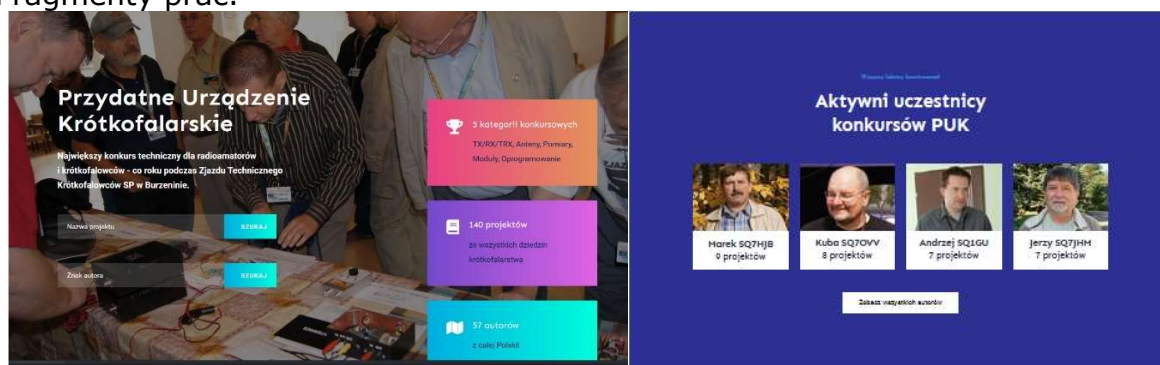 Fragmenty prac.
Przydatne Urządzenie
Krótkofalarskie
Największy konkurs techniczny dla radioamatorów
i krótkofalowców - co roku podczas Zjazdu Technicznego
Krótkofalowców SP w Burzeninie.
Nazwa projektu
SZUKAJ
Znak autora
SZUKAJ
5 kategorii konkursowych
TX/RX/TRX, Anteny, Pomiary,
Moduły, Oprogramowanie
140 projektów
ze wszystkich dziedzin
krótkofalarstwa
57 autorów
z całej Polski!
Aktywni uczestnicy
konkursów PUK
Marek SQ7HJB
9 projektów
Kuba SQ7OVV
8 projektów
Andrzej SQ1GU
7 projektów
Jerzy SQ7JHM
7 projektów
Zobacz wszystkich autorów